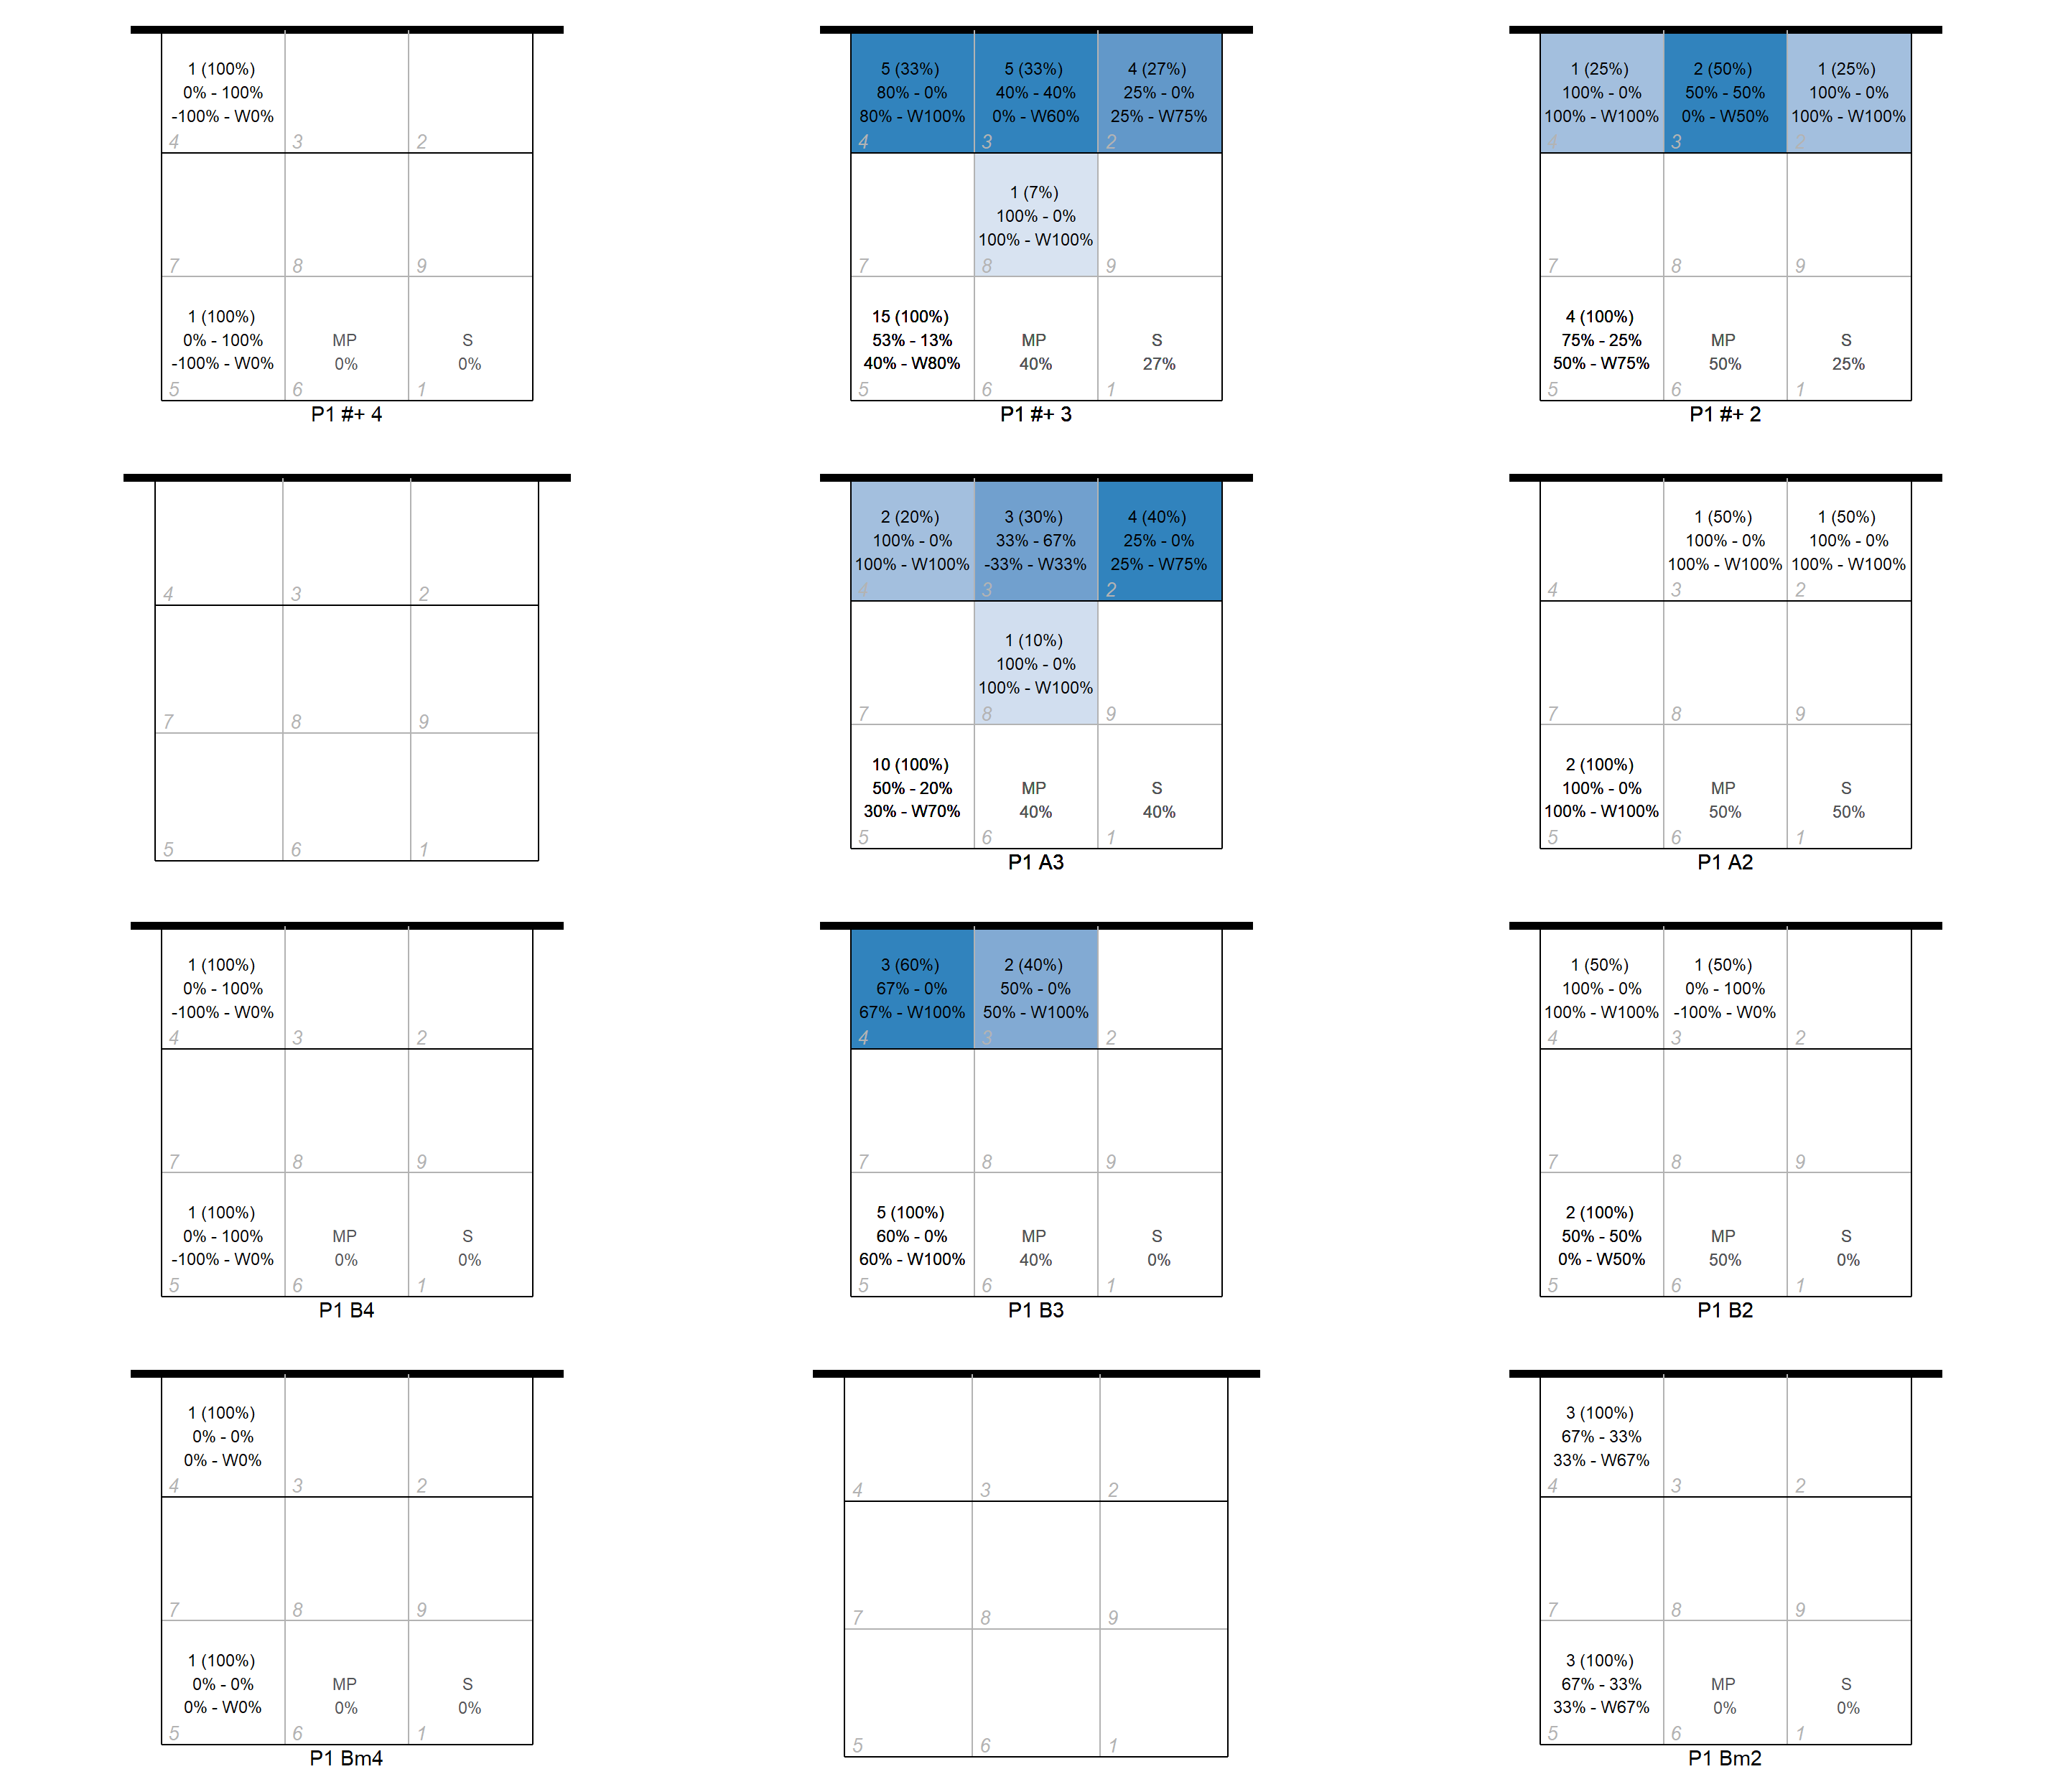 1 (100%)
0% - 100%
-100% - W0%
4 3 2
7 8 9
1 (100%)
0% - 100%
-100% - W0%
MP
0%
S
0%
5 6 1
P1 #+ 4
5 (33%)
80% - 0%
80% - W100%
5 (33%)
40% - 40%
0% - W60%
4 (27%)
25% - 0%
25% - W75%
4 3 2
1 (7%)
100% - 0%
100% - W100%
7 8 9
15 (100%)
53% - 13%
40% - W80%
MP
40%
S
27%
5 6 1
P1 #+ 3
1 (25%)
100% - 0%
100% - W100%
2 (50%)
50% - 50%
0% - W50%
1 (25%)
100% - 0%
100% - W100%
4 3 2
7 8 9
4 (100%)
75% - 25%
50% - W75%
MP
50%
S
25%
5 6 1
P1 #+ 2
4 3 2
7 8 9
5 6 1
2 (20%)
100% - 0%
100% - W100%
3 (30%)
33% - 67%
-33% - W33%
4 (40%)
25% - 0%
25% - W75%
4 3 2
1 (10%)
100% - 0%
100% - W100%
7 8 9
10 (100%)
50% - 20%
30% - W70%
MP
40%
S
40%
5 6 1
P1 A3
1 (50%)
100% - 0%
100% - W100%
1 (50%)
100% - 0%
100% - W100%
4 3 2
7 8 9
2 (100%)
100% - 0%
100% - W100%
MP
50%
S
50%
5 6 1
P1 A2
1 (100%)
0% - 100%
-100% - W0%
4 3 2
7 8 9
1 (100%)
0% - 100%
-100% - W0%
MP
0%
S
0%
5 6 1
P1 B4
3 (60%)
67% - 0%
67% - W100%
2 (40%)
50% - 0%
50% - W100%
4 3 2
7 8 9
5 (100%)
60% - 0%
60% - W100%
MP
40%
S
0%
5 6 1
P1 B3
1 (50%)
100% - 0%
100% - W100%
1 (50%)
0% - 100%
-100% - W0%
4 3 2
7 8 9
2 (100%)
50% - 50%
0% - W50%
MP
50%
S
0%
5 6 1
P1 B2
1 (100%)
0% - 0%
0% - W0%
4 3 2
7 8 9
1 (100%)
0% - 0%
0% - W0%
MP
0%
S
0%
5 6 1
P1 Bm4
4 3 2
7 8 9
5 6 1
3 (100%)
67% - 33%
33% - W67%
4 3 2
7 8 9
3 (100%)
67% - 33%
33% - W67%
MP
0%
S
0%
5 6 1
P1 Bm2